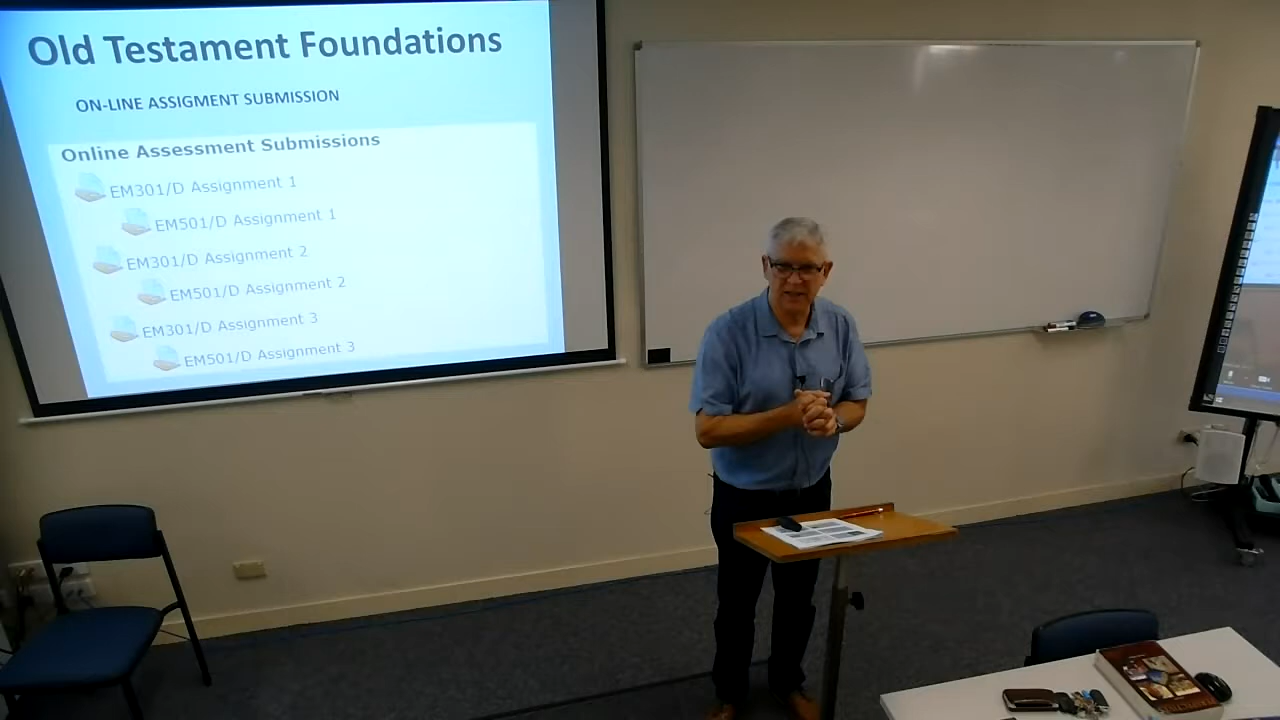 Old Testament Foundations
ON-LINE ASSIGMENT SUBMISSION
Online Assessment Submissions
EM301/D Assignment 1
EM501/D Assignment 1
EM301/D Assignment 2
EM501/D Assignment 2
EM301/D Assignment 3
EM501/D Assignment 3